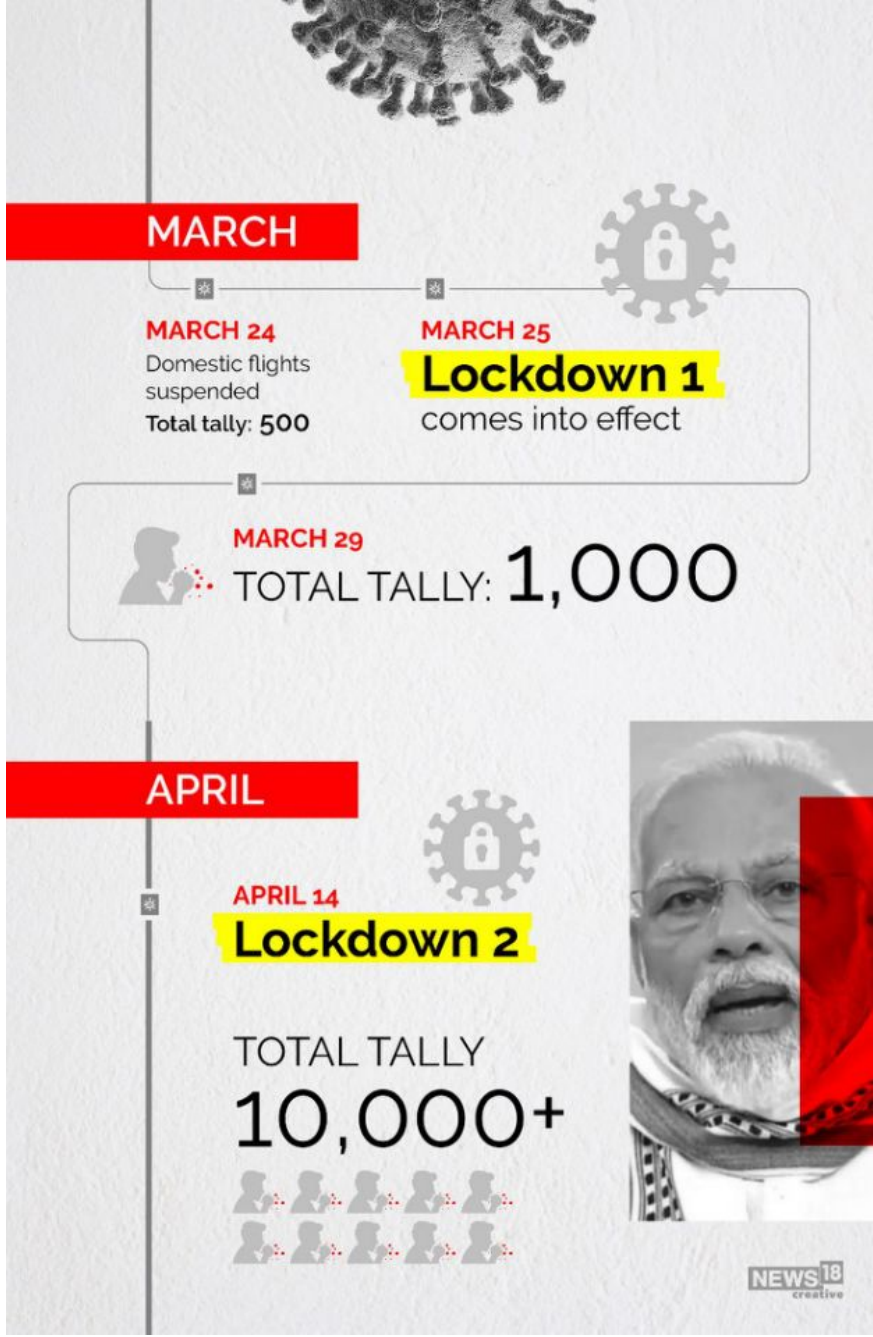 MARCH
MARCH 24
Domestic flights
suspended
Total tally: 500
MARCH 25
Lockdown 1
comes into effect
MARCH 29
TOTAL TALLY: 1,000
APRIL
APRIL 14
Lockdown 2
TOTAL TALLY
10,000+
NEWS18
creative